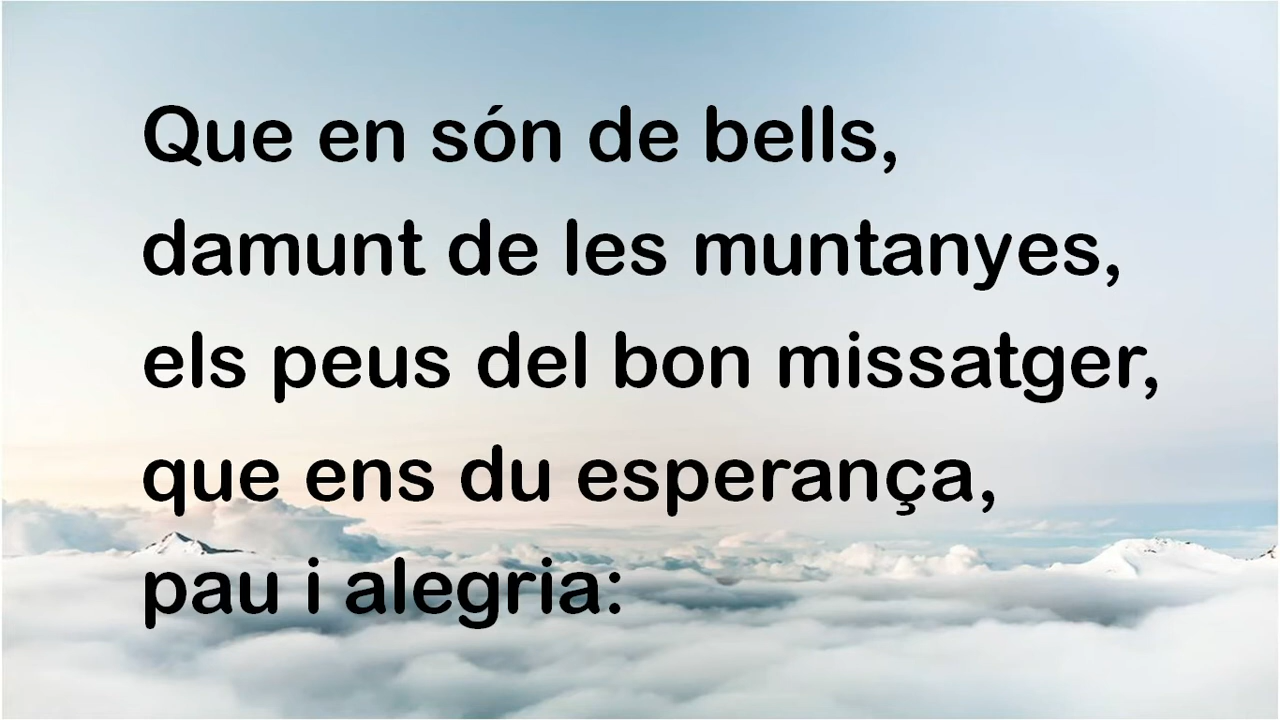 Que en són de bells,
damunt de les muntanyes,
els peus del bon missatger,
que ens du esperança,
pau i alegria: